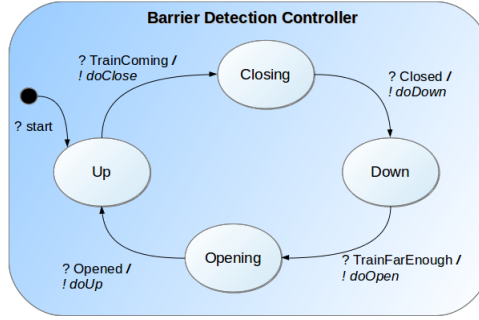 Barrier Detection Controller
? TrainComing /
! doClose
Closing
? Closed /
! doDown
? start
Up
Down
Opening
? Opened /
! doUp
? TrainFarEnough /
! doOpen